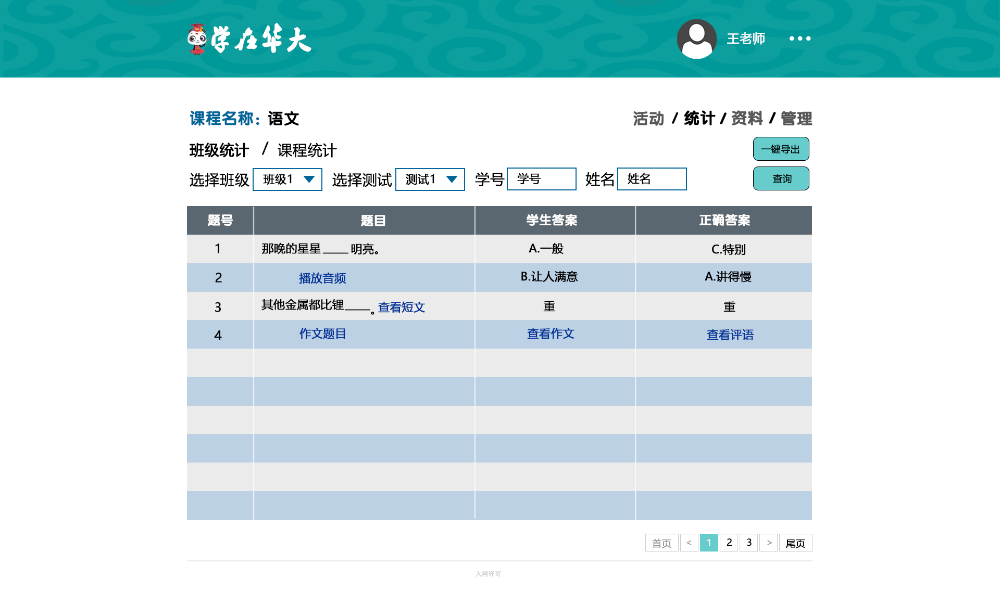 学在华大
王老师 •••
课程名称：语文
活动 / 统计 / 资料 / 管理
班级统计 / 课程统计
一键导出
选择班级 班级1 选择测试 测试1 学号 学号 姓名 姓名
查询
题号 题目 学生答案 正确答案
1 那晚的星星____明亮。 A.一般 C.特别
2 播放音频 B.让人满意 A.讲得慢
3 其他金属都比锂____。查看短文 重 重
4 作文题目 查看作文 查看评语
首页 < 1 2 3 > 尾页
入网许可